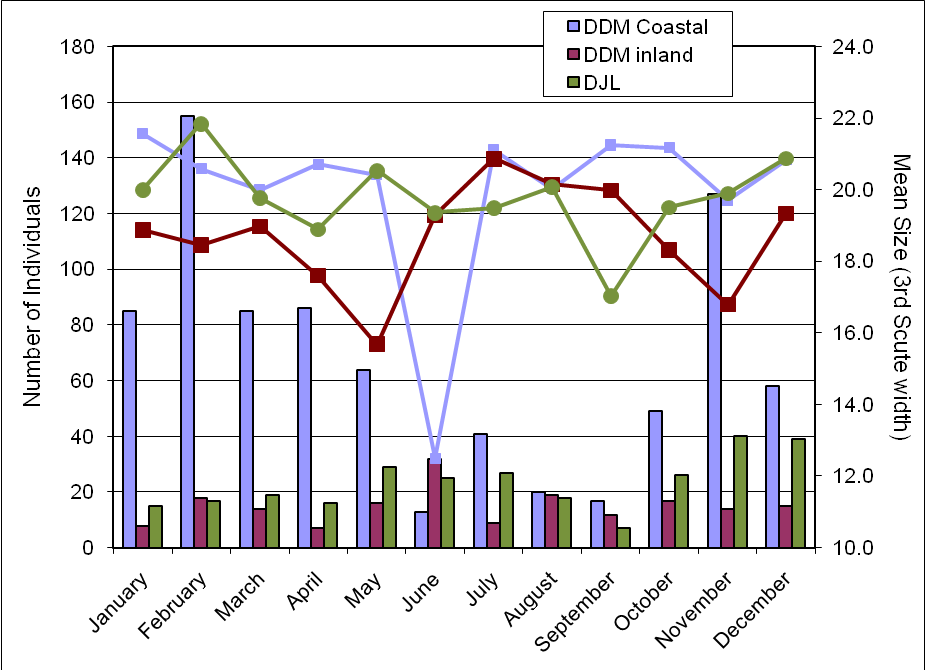 DDM Coastal
DDM inland
DJL
Number of Individuals
180
160
140
120
100
80
60
40
20
0
24.0
22.0
20.0
18.0
16.0
14.0
12.0
10.0
Mean Size (3rd Scute width)
January
February
March
April
May
June
July
August
September
October
November
December